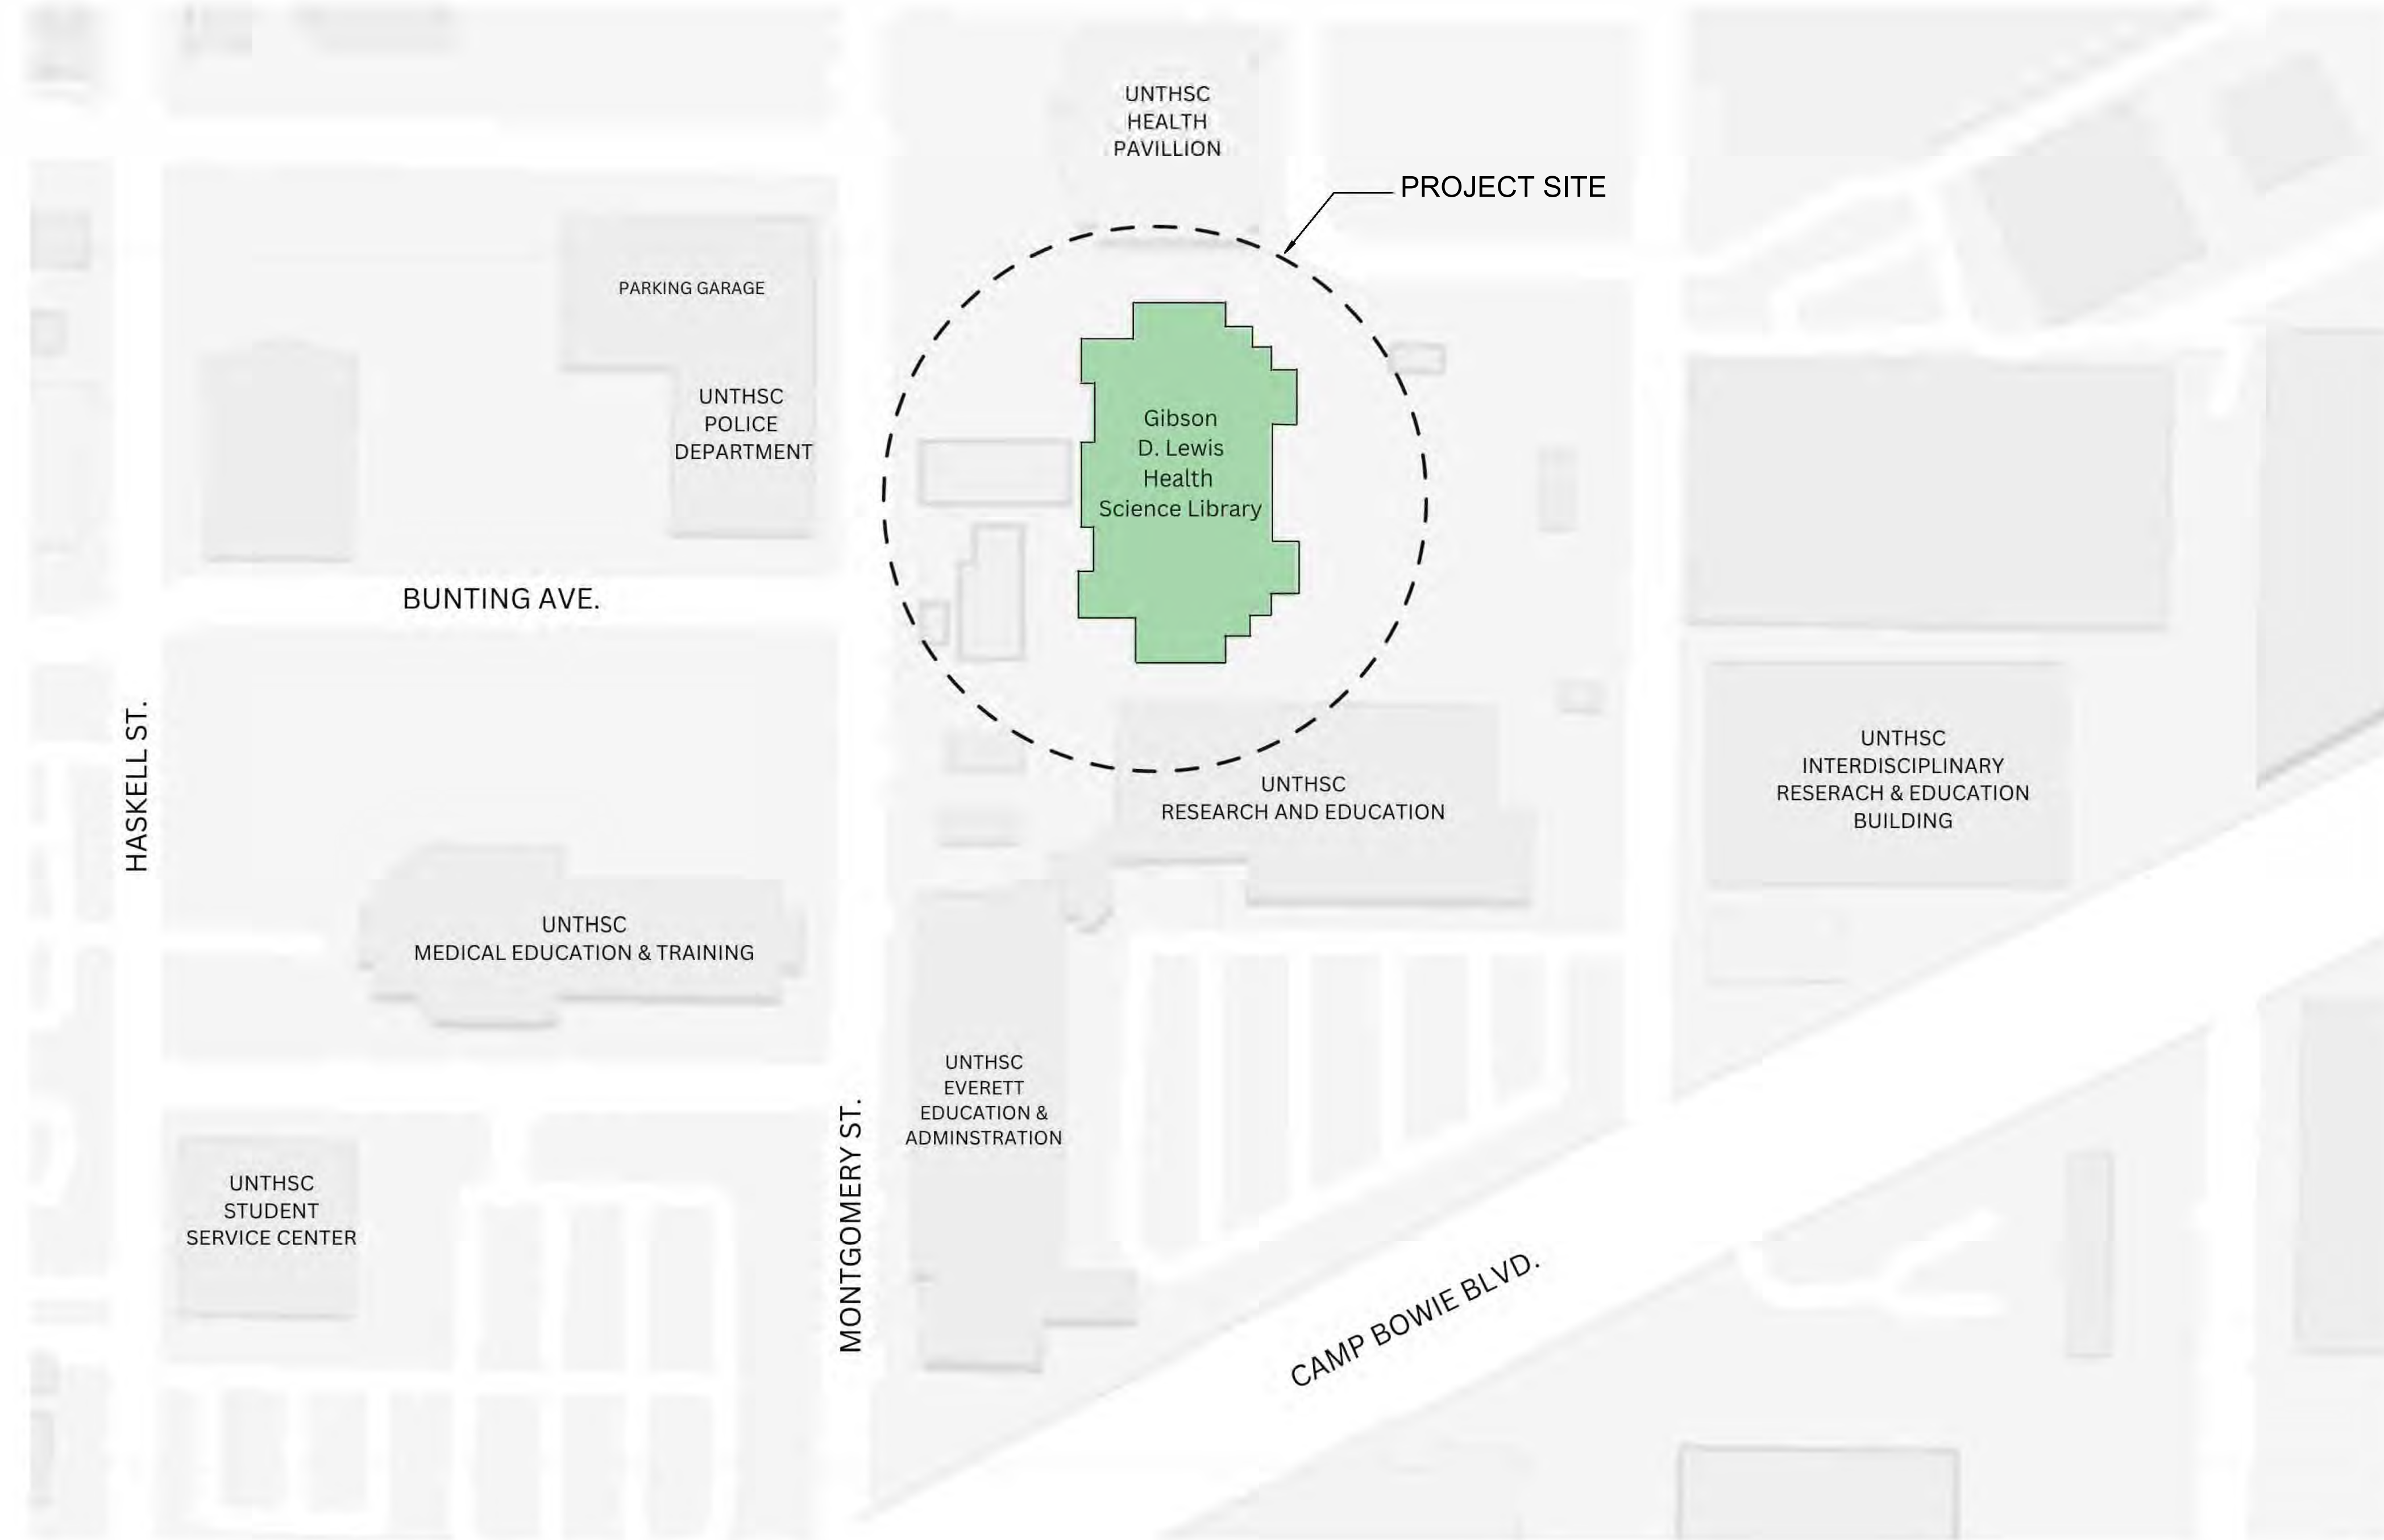 UNTHSC
HEALTH
PAVILLION
PROJECT SITE
PARKING GARAGE
UNTHSC
POLICE
DEPARTMENT
Gibson
D. Lewis
Health
Science Library
BUNTING AVE.
HASKELL ST.
UNTHSC
INTERDISCIPLINARY
RESERACH & EDUCATION
BUILDING
UNTHSC
RESEARCH AND EDUCATION
UNTHSC
MEDICAL EDUCATION & TRAINING
UNTHSC
EVERETT
EDUCATION &
ADMINSTRATION
MONTGOMERY ST.
UNTHSC
STUDENT
SERVICE CENTER
CAMP BOWIE BLVD.